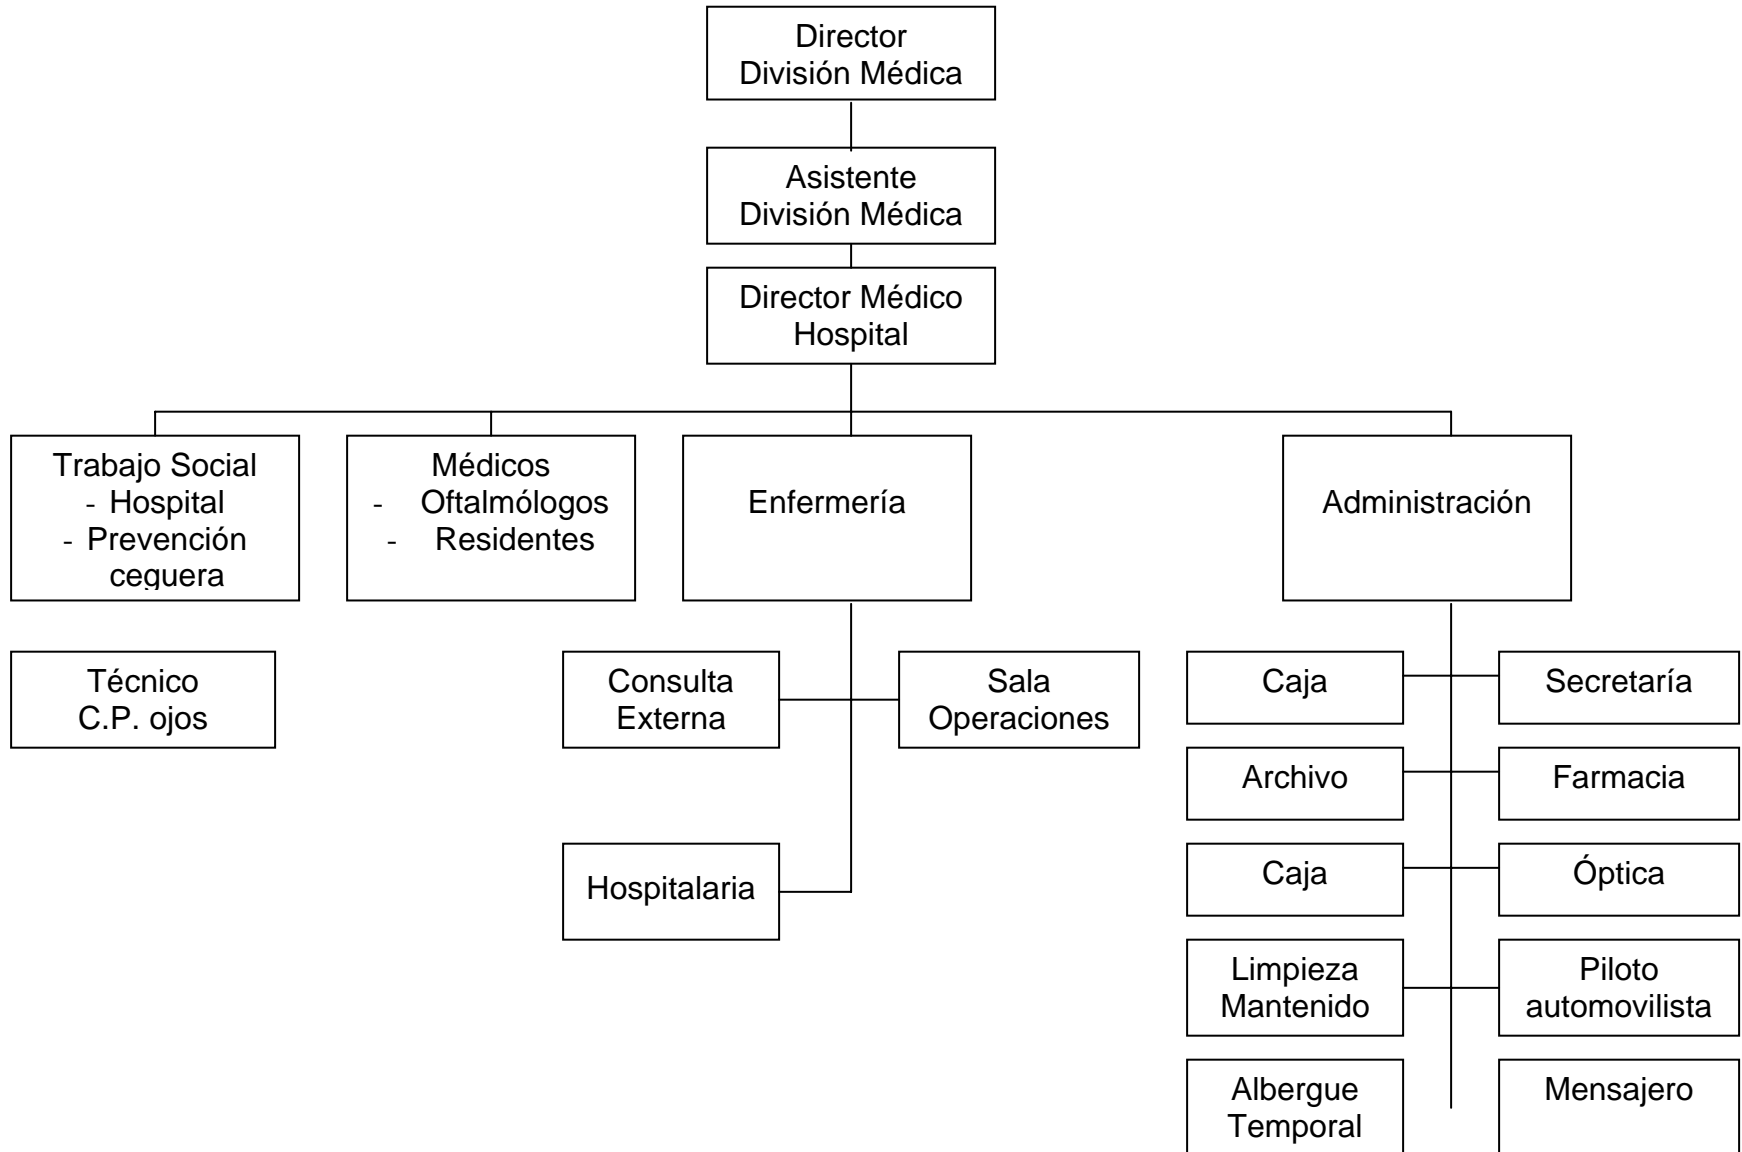 Director
División Médica
Asistente
División Médica
Director Médico
Hospital
Trabajo Social
- Hospital
- Prevención
ceguera
Médicos
- Oftalmólogos
- Residentes
Enfermería
Administración
Técnico
C.P. ojos
Consulta
Externa
Sala
Operaciones
Hospitalaria
Caja
Secretaría
Archivo
Farmacia
Caja
Óptica
Limpieza
Mantenido
Piloto
automovilista
Albergue
Temporal
Mensajero